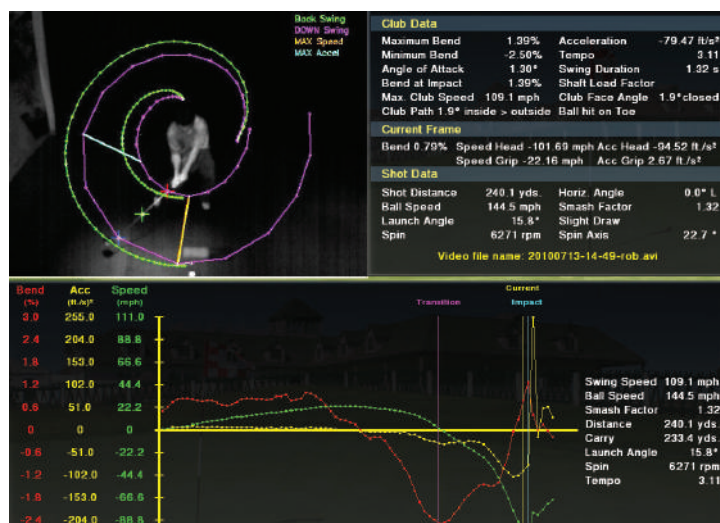 Back Swing
DOWN Swing
MAX Speed
MAX Accel
Club Data
Maximum Bend 1.39% Acceleration -79.47 ft/s²
Minimum Bend -2.50% Tempo 3.11
Angle of Attack 1.30° Swing Duration 1.32 s
Bend at Impact 1.39% Shaft Load Factor
Max. Club Speed 109.1 mph Club Face Angle 1.9°closed
Club Path 1.9° inside > outside Ball hit on Toe
Current Frame
Bend 0.79% Speed Head -101.69 mph Acc Head -94.52 ft/s²
Speed Grip -22.16 mph Acc Grip 2.67 ft/s²
Shot Data
Shot Distance 240.1 yds. Horiz. Angle 0.0° L
Ball Speed 144.5 mph Smash Factor 1.32
Launch Angle 15.8° Slight Draw
Spin 6271 rpm Spin Axis 22.7 °
Video file name: 20100713-14-49-rob.avi
Bend Acc Speed
(%) (ft/s)² (mph)
3.0 255.0 111.0
2.4 204.0 88.8
1.8 153.0 66.6
1.2 102.0 44.4
0.6 51.0 22.2
0 0 0
-0.6 -51.0 -22.2
-1.2 -102.0 -44.4
-1.8 -153.0 -66.6
-2.4 -204.0 -88.8
Current
Transition Impact
Swing Speed 109.1 mph
Ball Speed 144.5 mph
Smash Factor 1.32
Distance 240.1 yds.
Carry 233.4 yds.
Launch Angle 15.8°
Spin 6271 rpm
Tempo 3.11